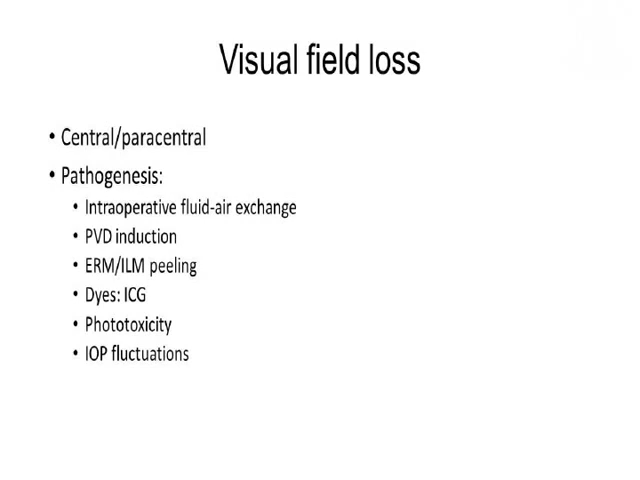 Visual field loss
• Central/paracentral
• Pathogenesis:
• Intraoperative fluid-air exchange
• PVD induction
• ERM/ILM peeling
• Dyes: ICG
• Phototoxicity
• IOP fluctuations